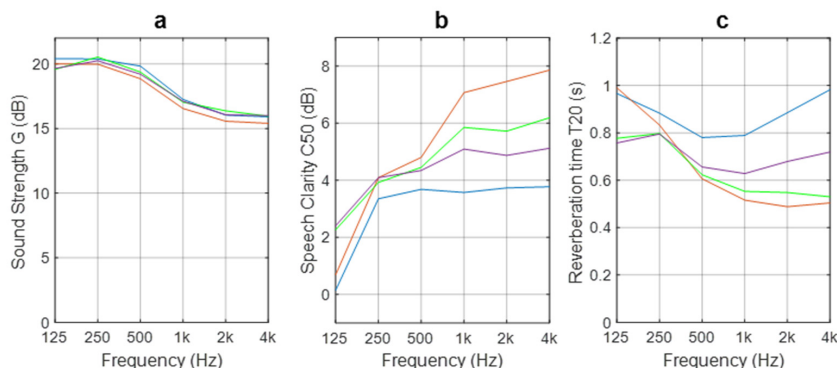 a
Sound Strength G (dB)
20
15
10
5
0
125 250 500 1k 2k 4k
Frequency (Hz)
b
Speech Clarity C50 (dB)
8
6
4
2
0
125 250 500 1k 2k 4k
Frequency (Hz)
c
Reverberation time T20 (s)
1.2
1
0.8
0.6
0.4
0.2
0
125 250 500 1k 2k 4k
Frequency (Hz)